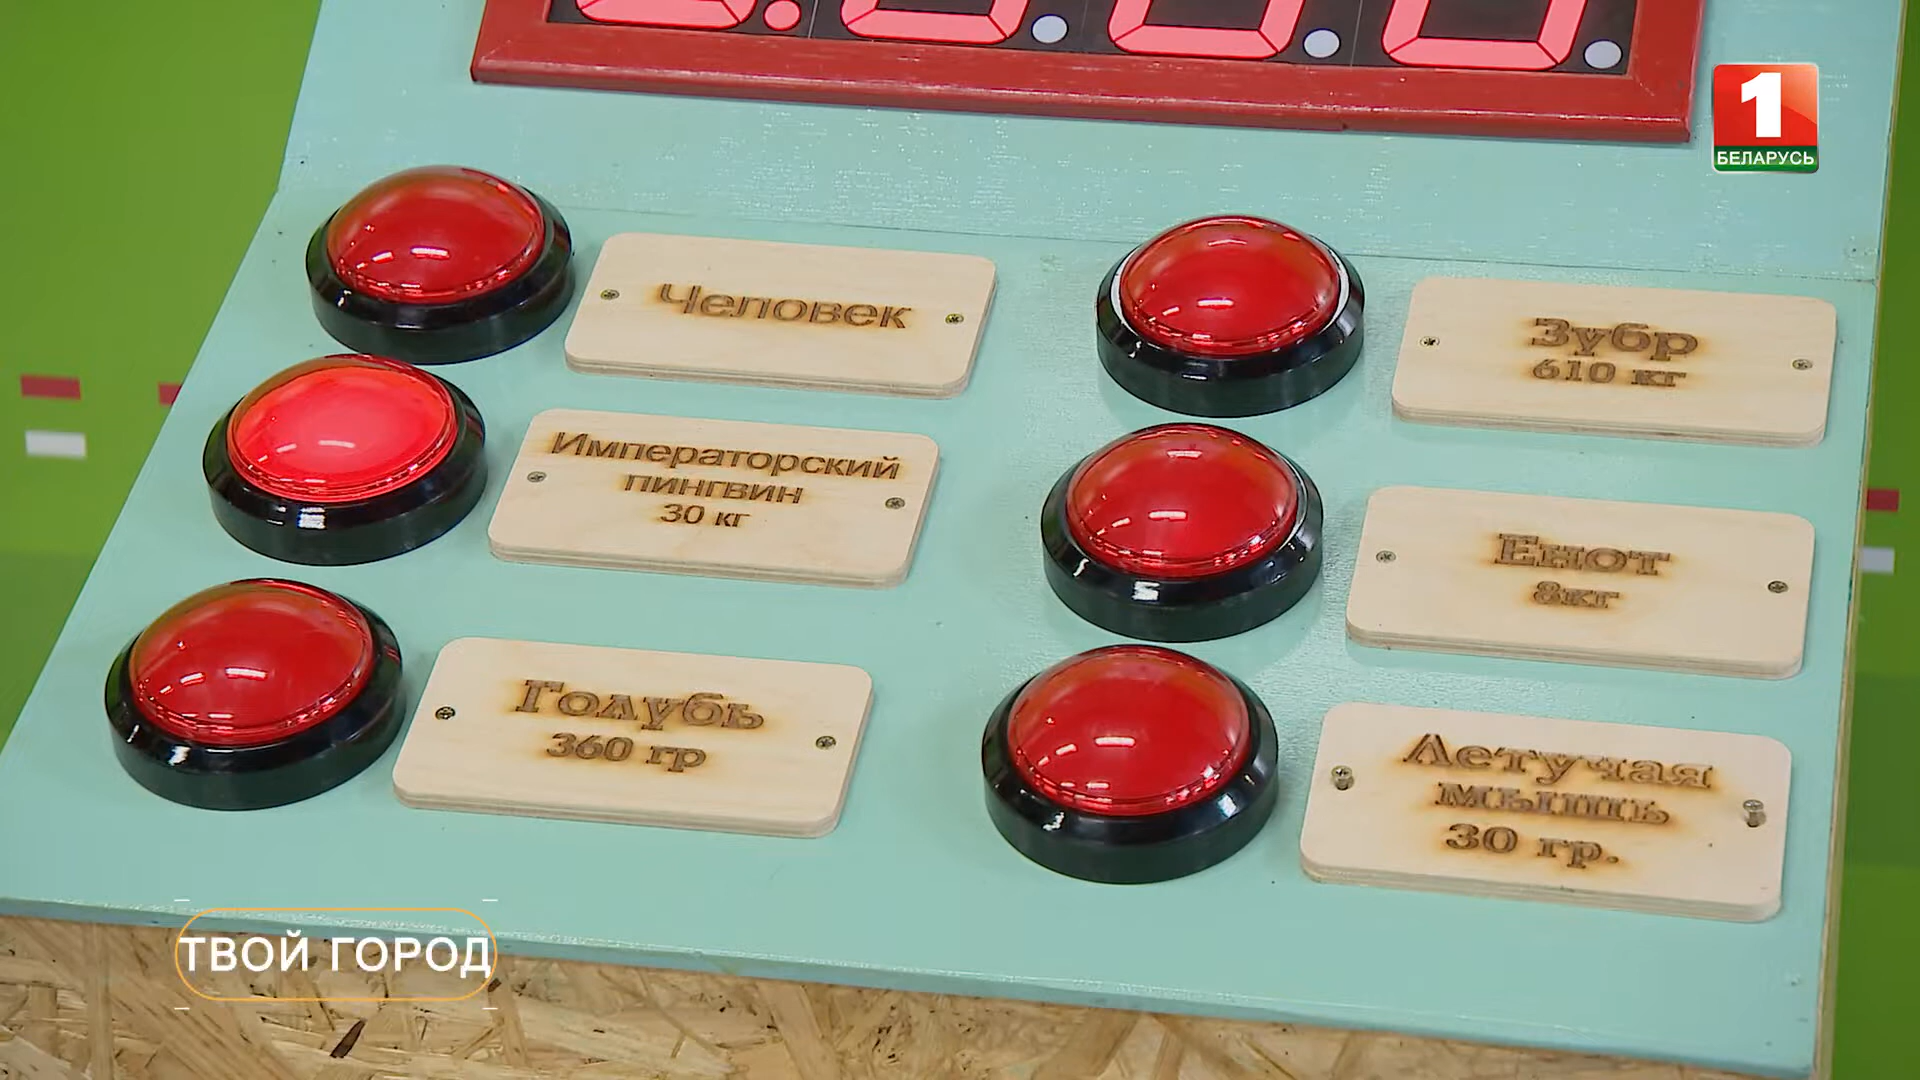 1
БЕЛАРУСЬ
Человек
Зубр
610 кг
Императорский
пингвин
30 кг
Енот
8кг
Голубь
360 гр
Летучая
мышь
30 гр.
ТВОЙ ГОРОД